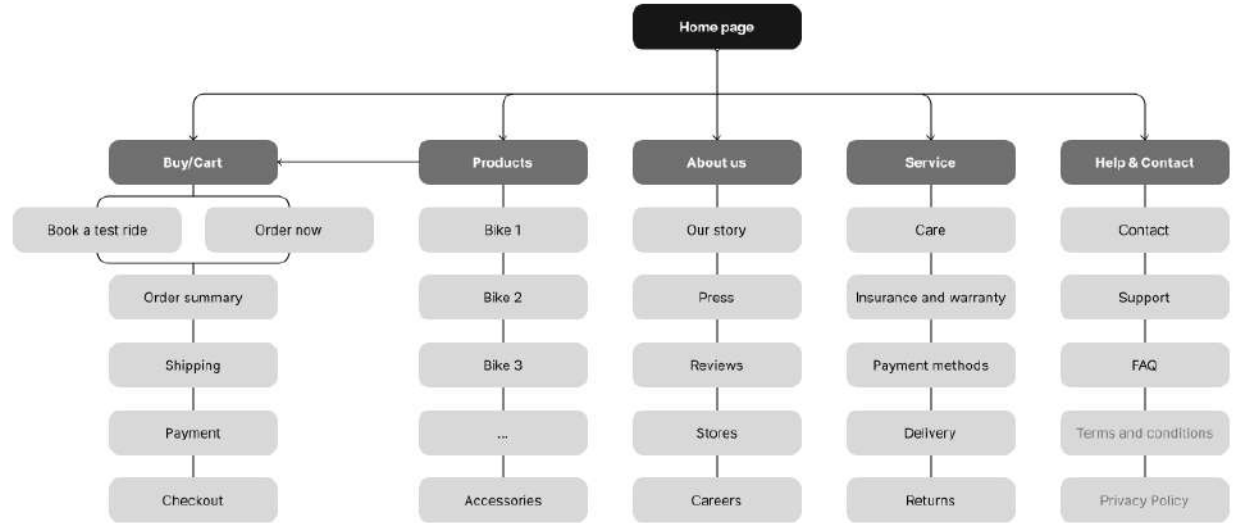 Home page
Buy/Cart
Products
About us
Service
Help & Contact
Book a test ride
Order now
Bike 1
Our story
Care
Contact
Order summary
Bike 2
Press
Insurance and warranty
Support
Shipping
Bike 3
Reviews
Payment methods
FAQ
Payment
...
Stores
Delivery
Terms and conditions
Checkout
Accessories
Careers
Returns
Privacy Policy